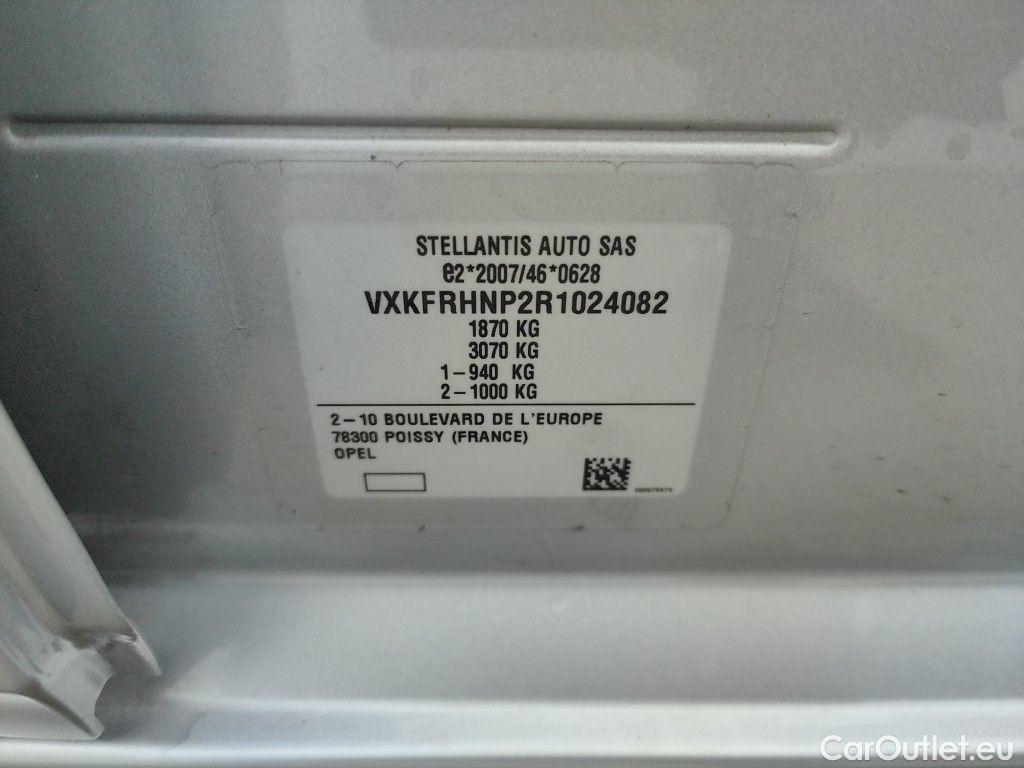 STELLANTIS AUTO SAS
e2*2007/46*0628
VXKFRHNP2R1024082
1870 KG
3070 KG
1-940 KG
2-1000 KG
2-10 BOULEVARD DE L'EUROPE
78300 POISSY (FRANCE)
OPEL
CarOutlet.eu